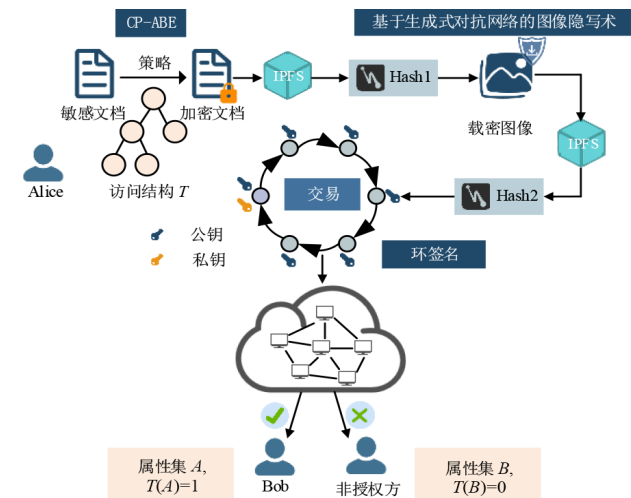 CP-ABE
基于生成式对抗网络的图像隐写术
策略
IPFS
Hash1
敏感文档
加密文档
载密图像
IPFS
访问结构 T
Alice
交易
Hash2
公钥
私钥
环签名
属性集 A,
T(A)=1
Bob
非授权方
属性集 B,
T(B)=0